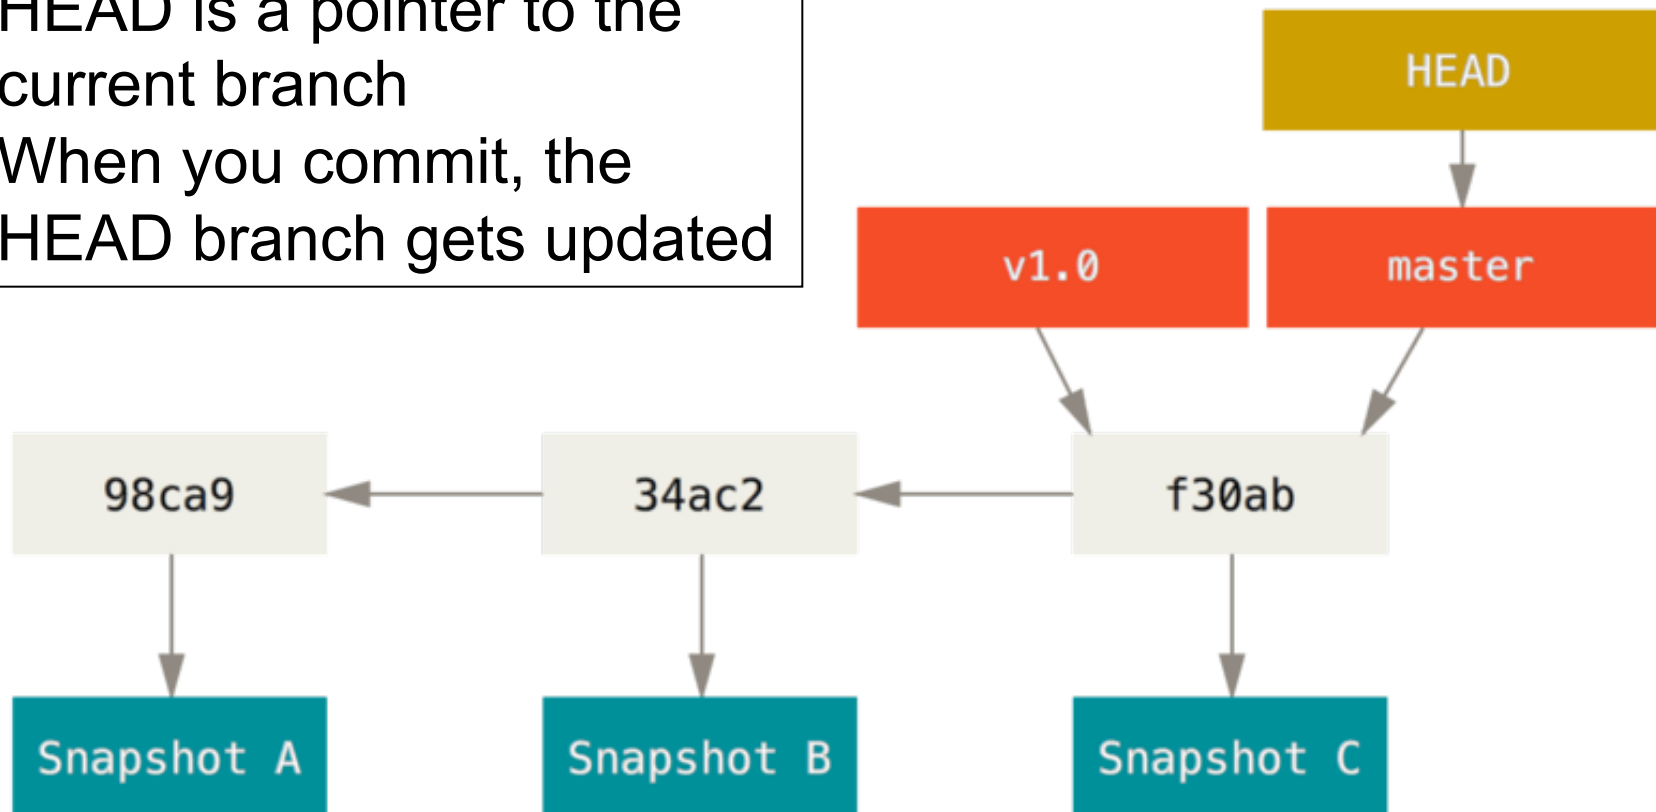 HEAD is a pointer to the
current branch
When you commit, the
HEAD branch gets updated
HEAD
v1.0
master
98ca9
34ac2
f30ab
Snapshot A
Snapshot B
Snapshot C